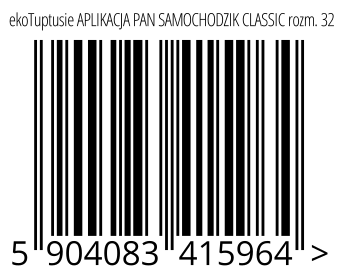 ekoTuptusie APLIKACJA PAN SAMOCHODZIK CLASSIC rozm. 32
5 904083 415964 >